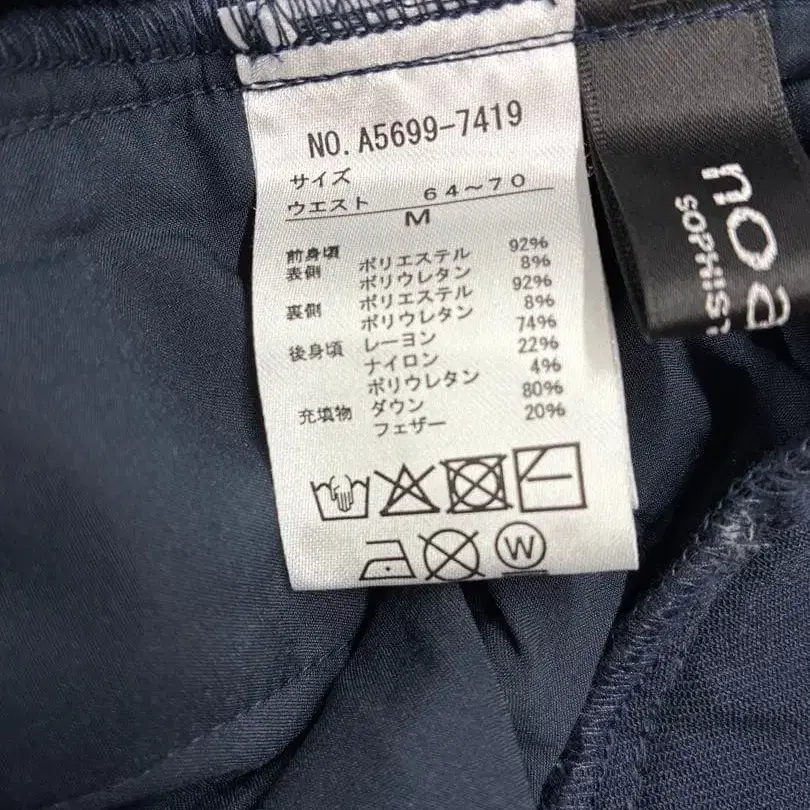 NO. A5699-7419
サイズ
ウエスト 64～70
M
前身頃
表側 ポリエステル 92%
ポリウレタン 8%
裏側 ポリエステル 92%
ポリウレタン 8%
後身頃 レーヨン 74%
ナイロン 22%
ポリウレタン 4%
充填物 ダウン 80%
フェザー 20%
W
noa
SOPHIS